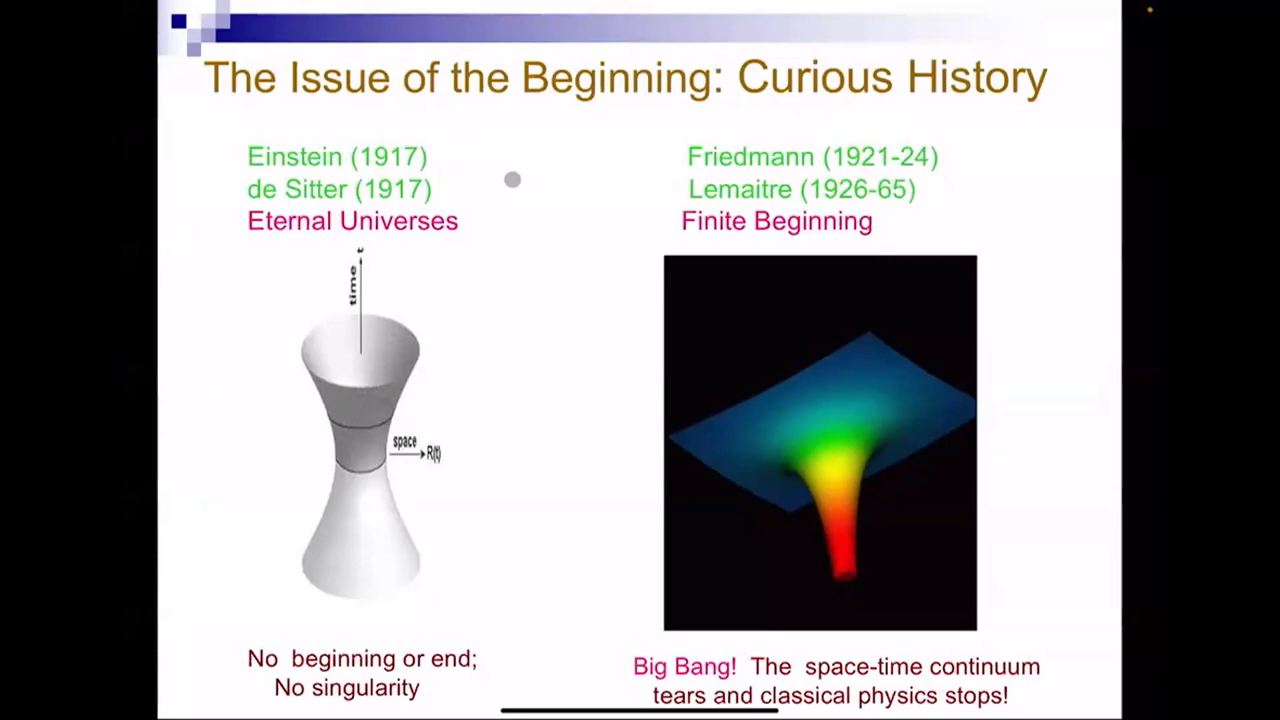 The Issue of the Beginning: Curious History
Einstein (1917)
de Sitter (1917)
Eternal Universes
time t
space
R(t)
No beginning or end;
No singularity
Friedmann (1921-24)
Lemaitre (1926-65)
Finite Beginning
Big Bang! The space-time continuum
tears and classical physics stops!